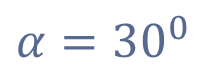 α = 30⁰